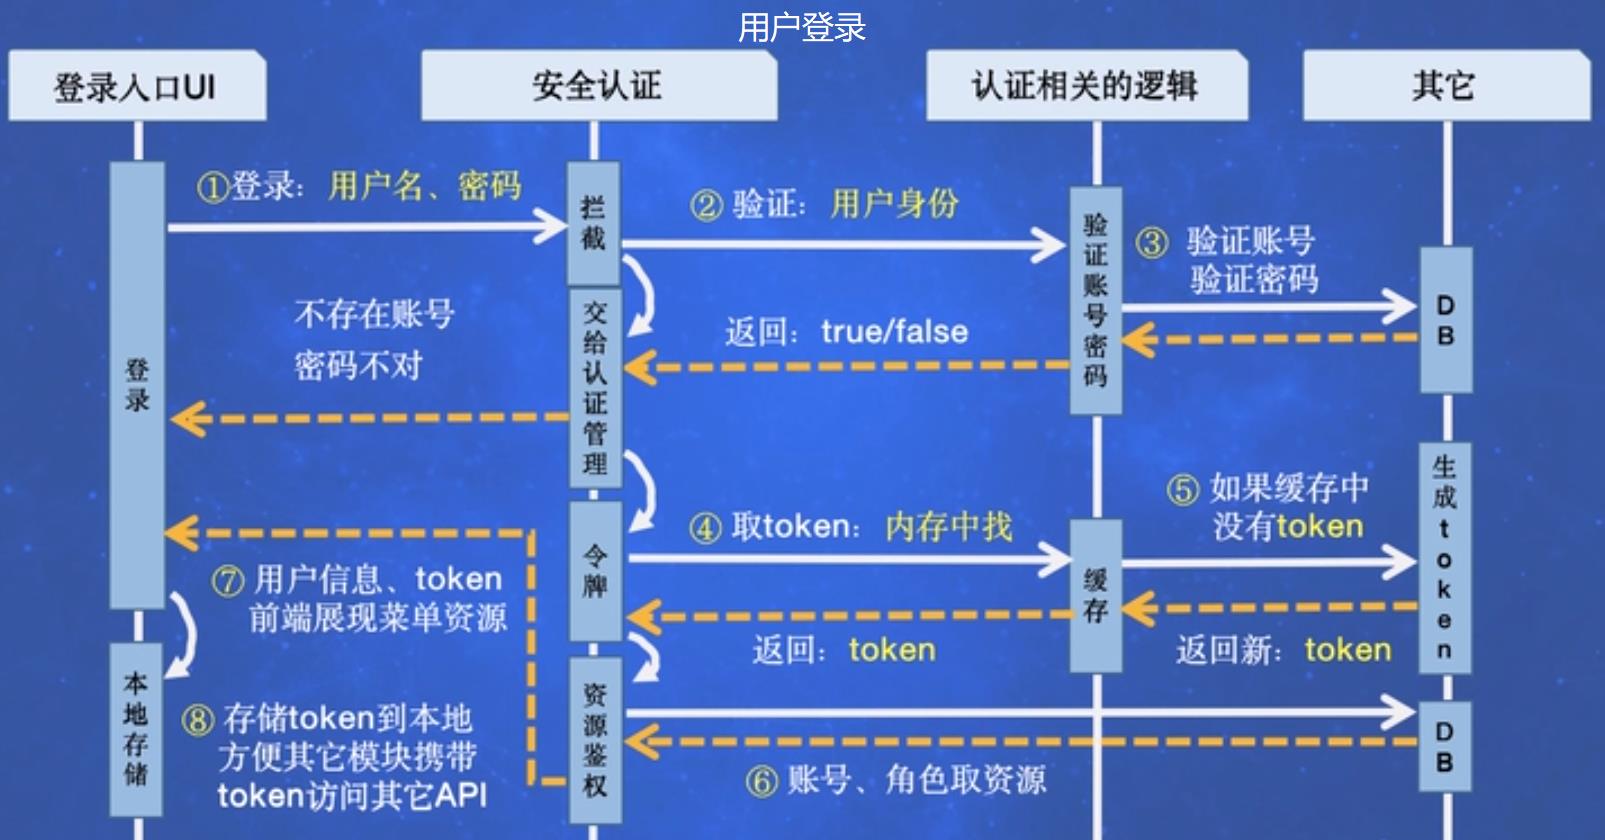 用户登录
登录入口UI
安全认证
认证相关的逻辑
其它
①登录：用户名、密码
拦截
② 验证：用户身份
验证账号密码
③ 验证账号
验证密码
DB
返回：true/false
交给认证管理
不存在账号
密码不对
登录
令牌
④ 取token：内存中找
缓存
⑤ 如果缓存中
没有token
生成token
返回：token
返回新：token
⑦ 用户信息、token
前端展现菜单资源
资源鉴权
DB
⑥ 账号、角色取资源
本地存储
⑧ 存储token到本地
方便其它模块携带
token访问其它API